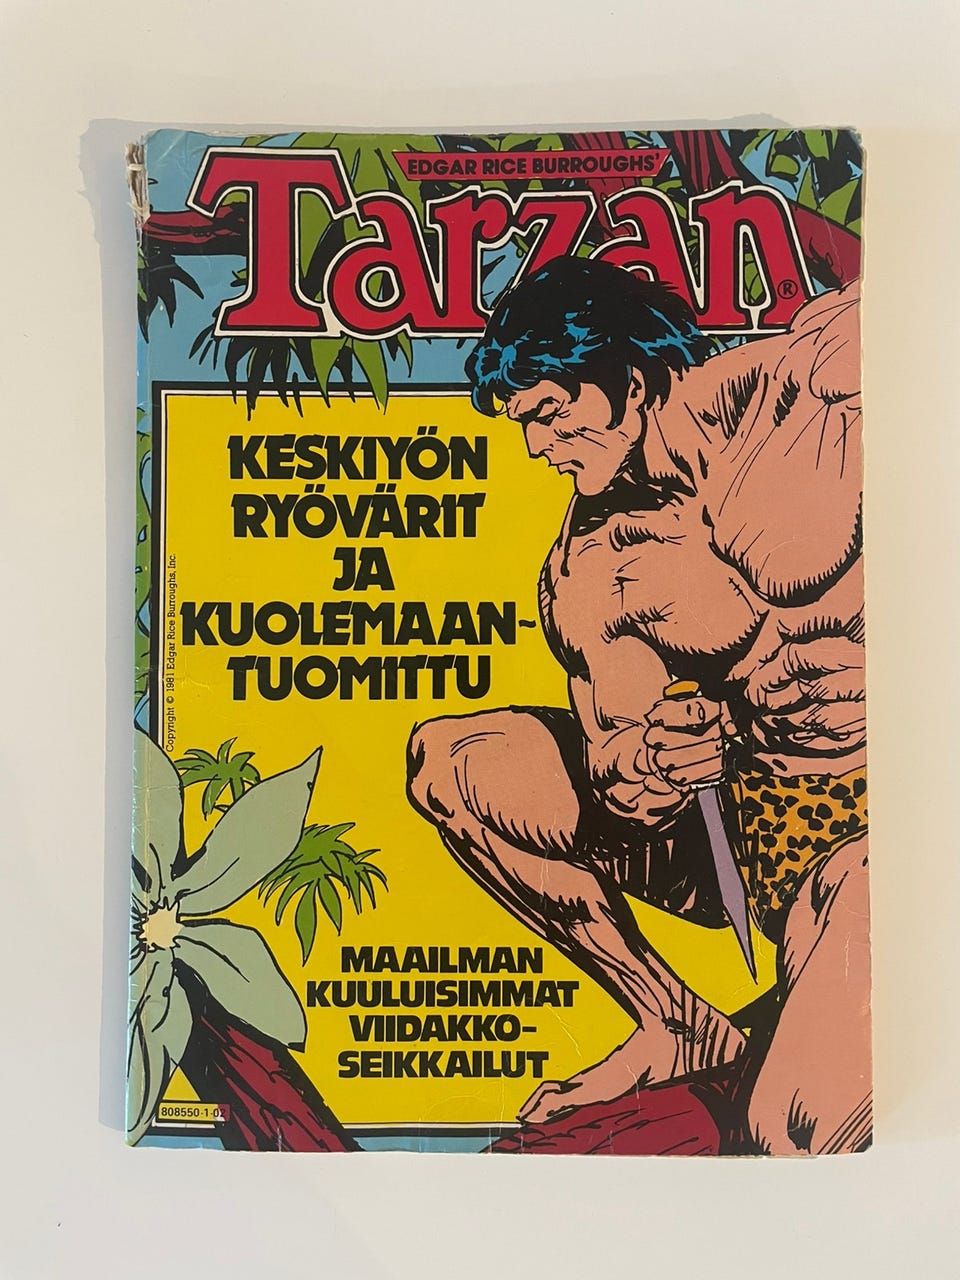 EDGAR RICE BURROUGHS'
Tarzan
®
KESKIYÖN
RYÖVÄRIT
JA
KUOLEMAAN-
TUOMITTU
Copyright © 1981 Edgar Rice Burroughs, Inc.
MAAILMAN
KUULUISIMMAT
VIIDAKKO-
SEIKKAILUT
808550-1-02